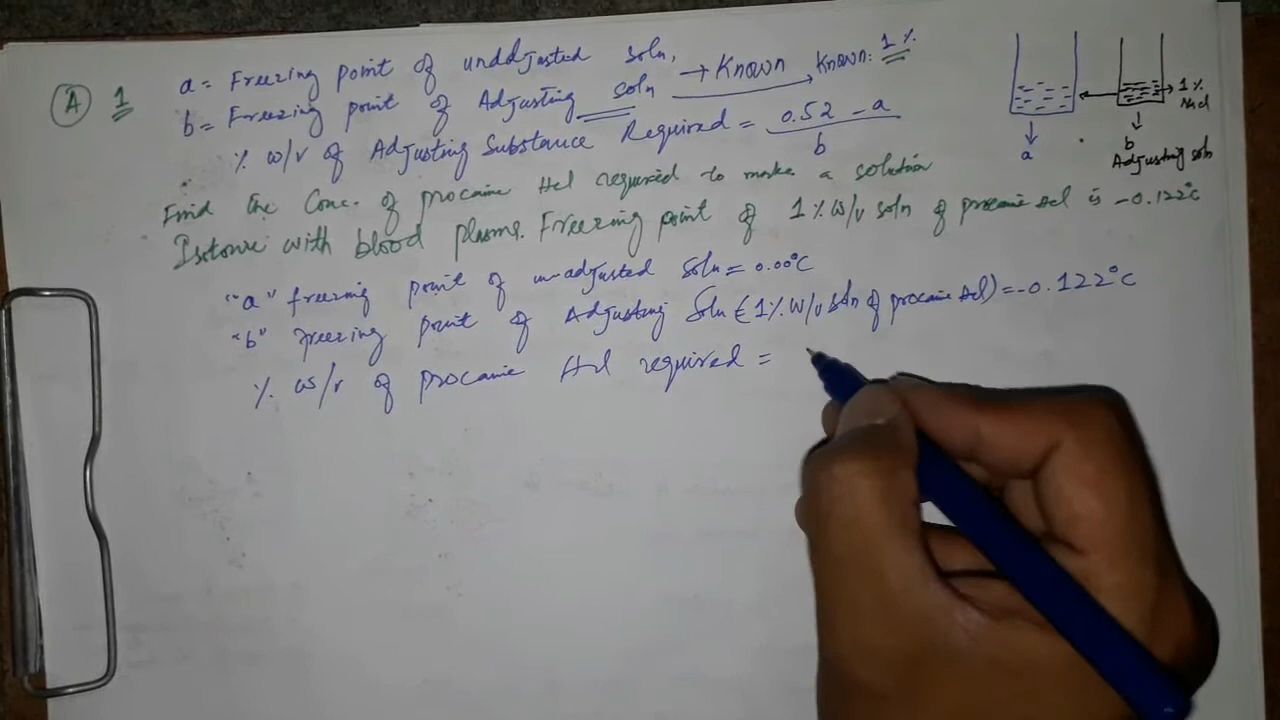 A 1
a = Freezing point of unddjusted soln,
b = Freezing point of Adjusting soln → Known → Known: 1%
% w/v of Adjusting Substance Required = 0.52 - a / b
Find the Conc. of procaine Hcl required to make a solution
Isotonic with blood plasma. Freezing point of 1% W/v soln of procaine Hcl is -0.122°C
"a" freezing point of un-adjusted soln = 0.00°C
"b" freezing point of Adjusting Soln (1% W/v soln of procaine Hcl) = -0.122°C
% w/v of procaine Hcl required =
1%
Nacl
a
b
Adjusting soln